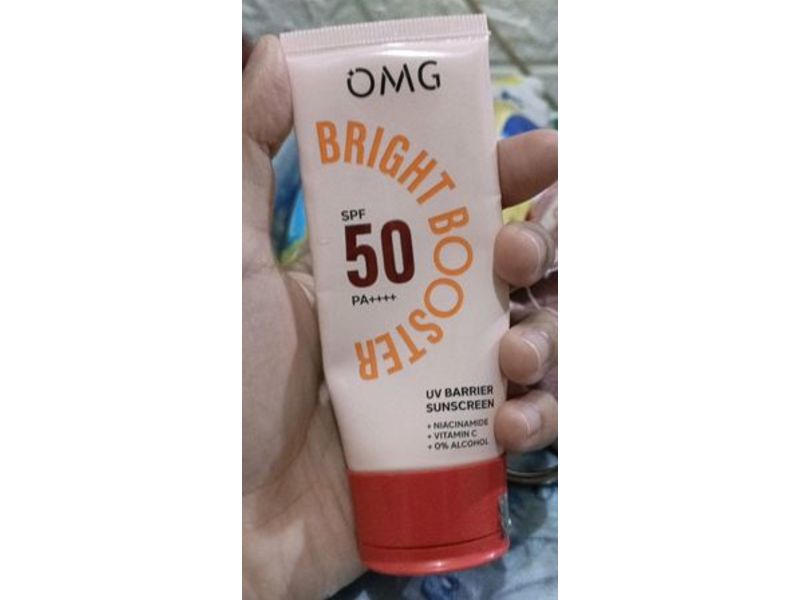 OMG
BRIGHT BOOSTER
SPF
50
PA++++
UV BARRIER
SUNSCREEN
+ NIACINAMIDE
+ VITAMIN C
+ 0% ALCOHOL